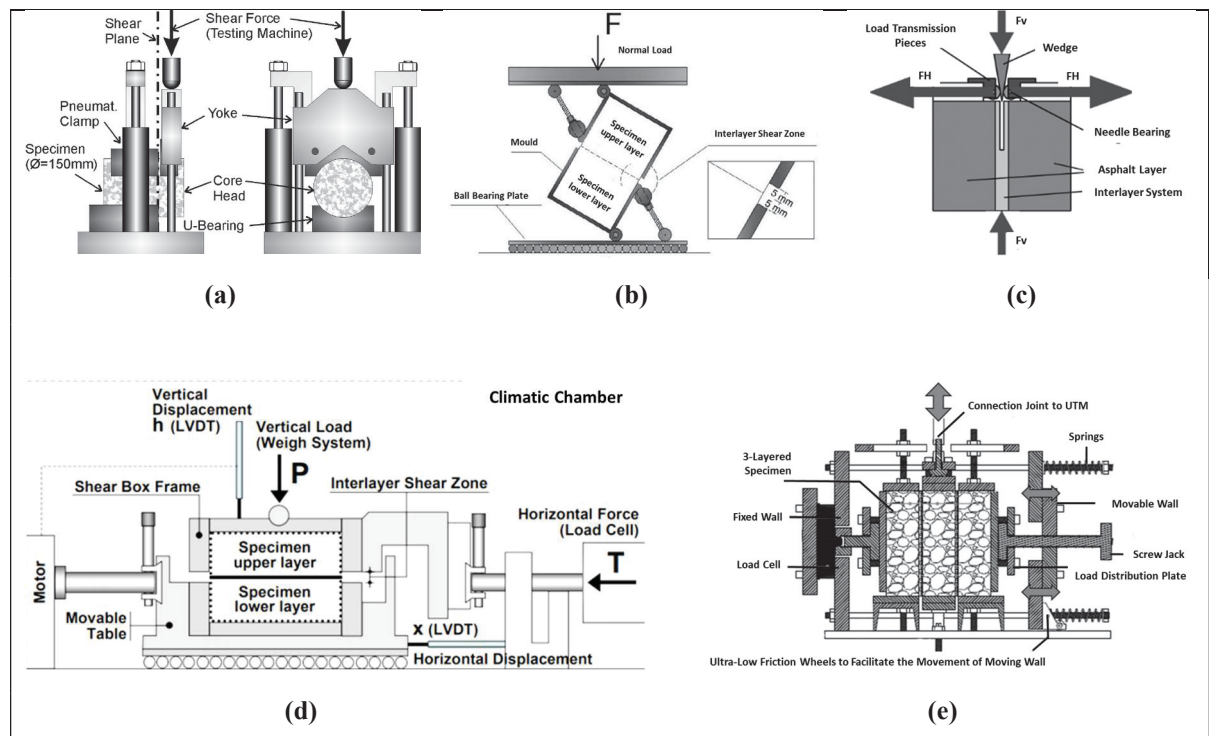 Shear
Plane
Shear Force
(Testing Machine)
Pneumat.
Clamp
Specimen
(Ø=150mm)
Yoke
Core
Head
U-Bearing
(a)
F
Normal Load
Specimen
upper layer
Specimen
lower layer
Interlayer Shear Zone
Mould
Ball Bearing Plate
5 mm
5 mm
(b)
Fv
Load Transmission
Pieces
Wedge
FH
FH
Needle Bearing
Asphalt Layer
Interlayer System
Fv
(c)
Climatic Chamber
Vertical
Displacement
h (LVDT)
Vertical Load
(Weigh System)
P
Shear Box Frame
Interlayer Shear Zone
Horizontal Force
(Load Cell)
T
Specimen
upper layer
Specimen
lower layer
Motor
Movable
Table
x (LVDT)
Horizontal Displacement
(d)
Connection Joint to UTM
3-Layered
Specimen
Springs
Fixed Wall
Movable Wall
Load Cell
Screw Jack
Load Distribution Plate
Ultra-Low Friction Wheels to Facilitate the Movement of Moving Wall
(e)